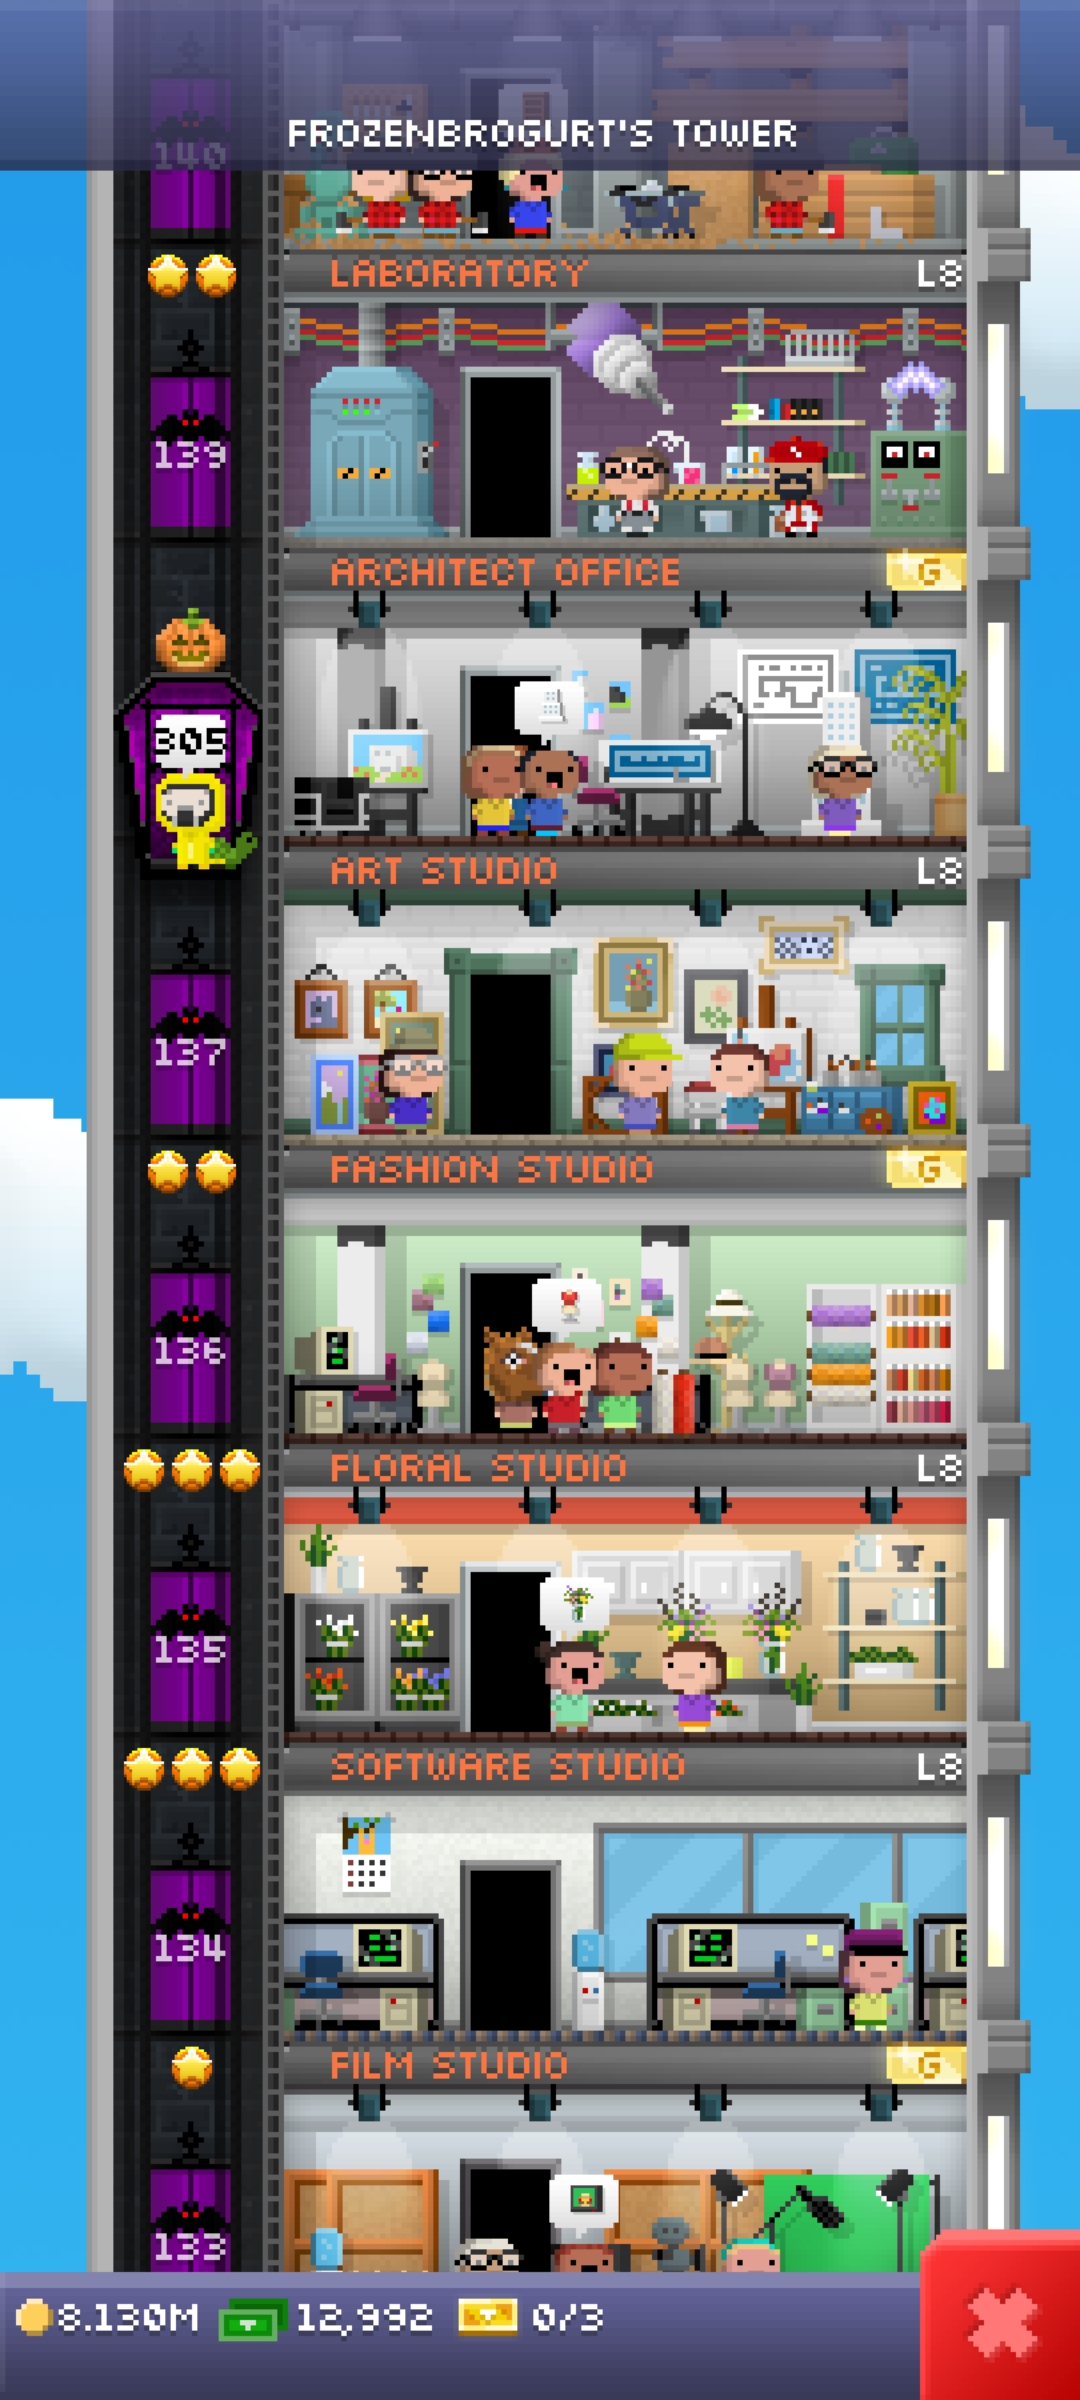 FROZENBROGURT'S TOWER
140
LABORATORY L8
139
ARCHITECT OFFICE G
305
ART STUDIO L8
137
FASHION STUDIO G
136
FLORAL STUDIO L8
135
SOFTWARE STUDIO L8
134
FILM STUDIO G
133
8.130M 12,992 0/3